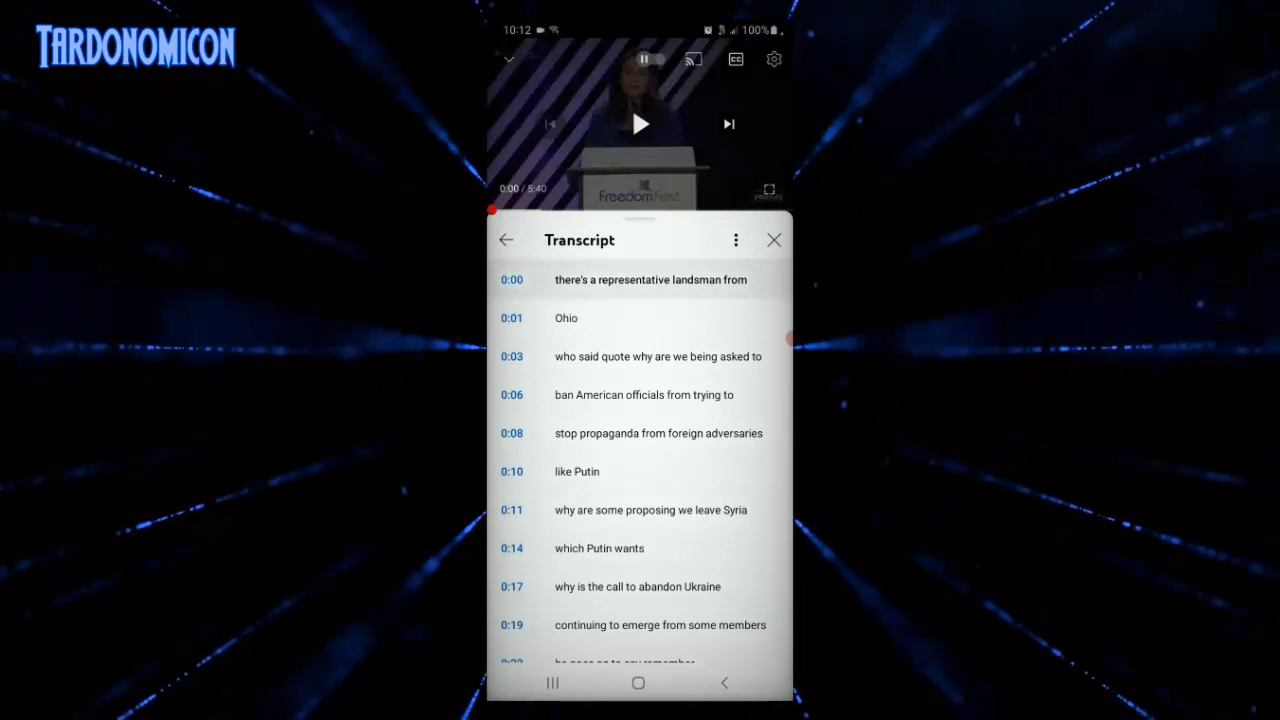 TARDONOMICON
10:12
100%
0:00 / 5:40
FreedomFest
Transcript
0:00 there's a representative landsman from
0:01 Ohio
0:03 who said quote why are we being asked to
0:06 ban American officials from trying to
0:08 stop propaganda from foreign adversaries
0:10 like Putin
0:11 why are some proposing we leave Syria
0:14 which Putin wants
0:17 why is the call to abandon Ukraine
0:19 continuing to emerge from some members